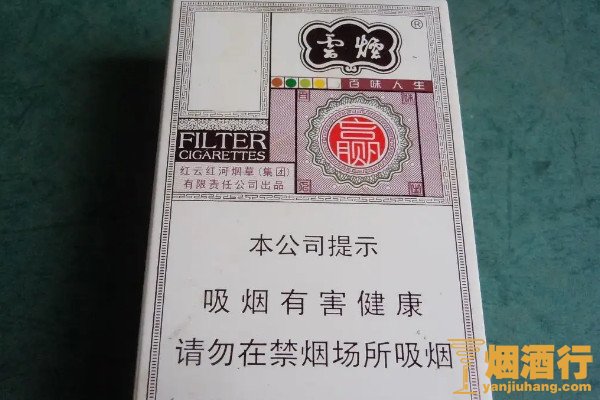 雲煙
®
百味人生
赢
FILTER
CIGARETTES
红云红河烟草(集团)
有限责任公司出品
本公司提示
吸烟有害健康
请勿在禁烟场所吸烟
烟酒行
yanjiuhang.com